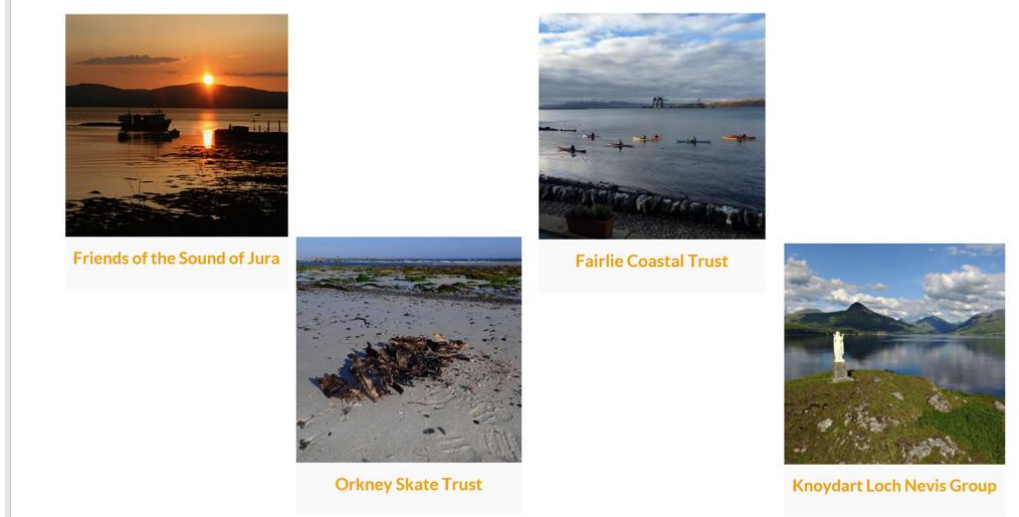 Friends of the Sound of Jura
Fairlie Coastal Trust
Orkney Skate Trust
Knoydart Loch Nevis Group